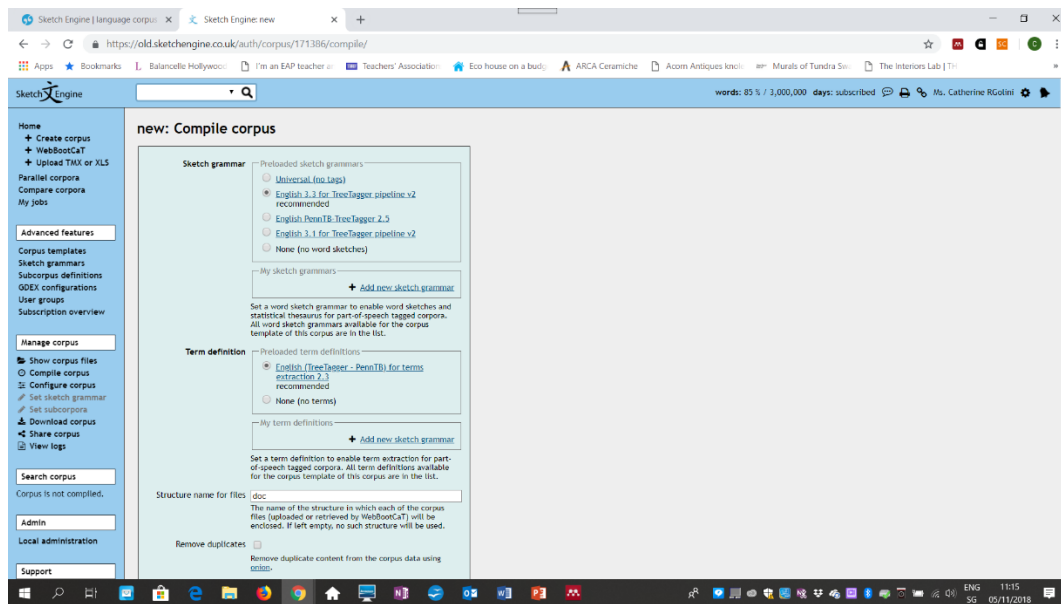 Sketch Engine | language corpus
Sketch Engine: new
https://old.sketchengine.co.uk/auth/corpus/171386/compile/
Apps
Bookmarks
Balancelle Hollywood
I'm an EAP teacher a
Teachers' Association
Eco house on a budg
ARCA Ceramiche
Acorn Antiques
Murals of Tundra Sw
The Interiors Lab | T
Sketch Engine
words: 85 % / 3,000,000 days: subscribed
Ms. Catherine RGolini
Home
+ Create corpus
+ WebBootCaT
+ Upload TMX or XLS
Parallel corpora
Compare corpora
My jobs
Advanced features
Corpus templates
Sketch grammars
Subcorpus definitions
GDEX configurations
User groups
Subscription overview
Manage corpus
Show corpus files
Compile corpus
Configure corpus
Set sketch grammar
Set subcorpora
Download corpus
Share corpus
View logs
Search corpus
Corpus is not compiled.
Admin
Local administration
Support
new: Compile corpus
Sketch grammar
Preloaded sketch grammars
Universal (no tags)
English 3.3 for TreeTagger pipeline v2
recommended
English PennTB-TreeTagger 2.5
English 3.1 for TreeTagger pipeline v2
None (no word sketches)
My sketch grammars
+ Add new sketch grammar
Set a word sketch grammar to enable word sketches and
statistical thesaurus for part-of-speech tagged corpora.
All word sketch grammars available for the corpus
template of this corpus are in the list.
Term definition
Preloaded term definitions
English (TreeTagger - PennTB) for terms
extraction 2.3
recommended
None (no terms)
My term definitions
+ Add new sketch grammar
Set a term definition to enable term extraction for part-
of-speech tagged corpora. All term definitions available
for the corpus template of this corpus are in the list.
Structure name for files
doc
The name of the structure in which each of the corpus
files (uploaded or retrieved by WebBootCaT) will be
enclosed. If left empty, no such structure will be used.
Remove duplicates
Remove duplicate content from the corpus data using
onion.
ENG
SG
11:15
05/11/2018